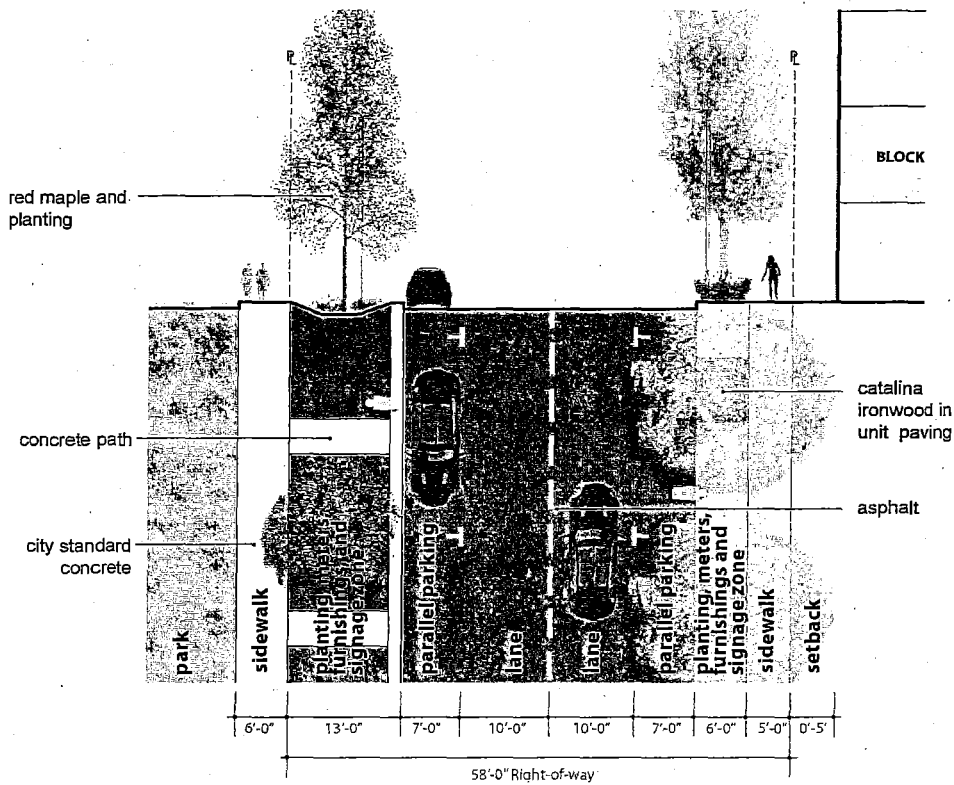 ℄
℄
BLOCK
red maple and
planting
catalina
ironwood in
unit paving
concrete path
asphalt
city standard
concrete
park
sidewalk
planting, meters,
furnishings and
signage zone
parallel parking
lane
lane
parallel parking
planting, meters,
furnishings and
signage zone
sidewalk
setback
6'-0"
13'-0"
7'-0"
10'-0"
10'-0"
7'-0"
6'-0"
5'-0"
0'-5'
58'-0" Right-of-way